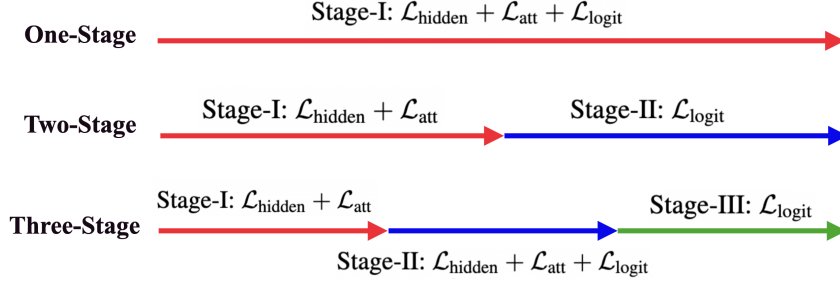 Stage-I: ℒhidden + ℒatt + ℒlogit
One-Stage
Stage-I: ℒhidden + ℒatt
Stage-II: ℒlogit
Two-Stage
Stage-I: ℒhidden + ℒatt
Stage-III: ℒlogit
Three-Stage
Stage-II: ℒhidden + ℒatt + ℒlogit